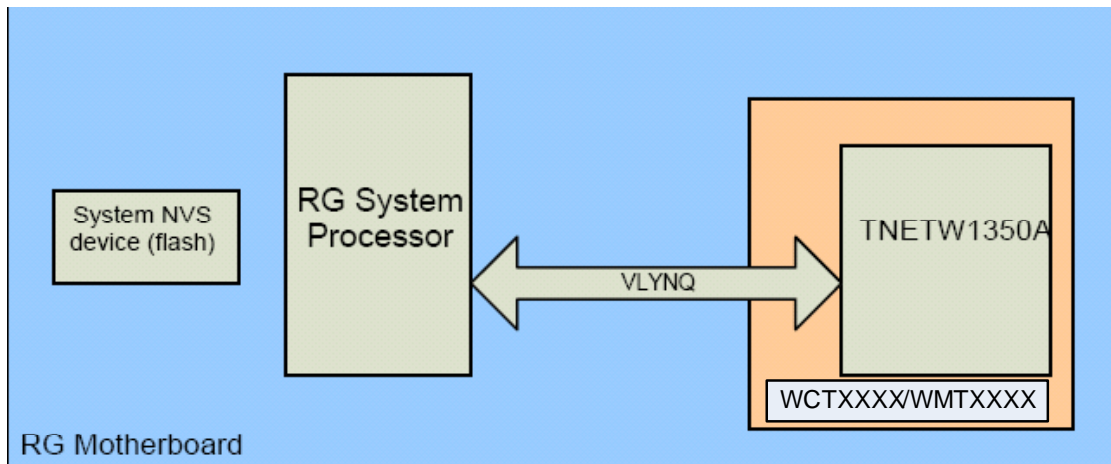 System NVS
device (flash)
RG System
Processor
VLYNQ
TNETW1350A
WCTXXXX/WMTXXXX
RG Motherboard